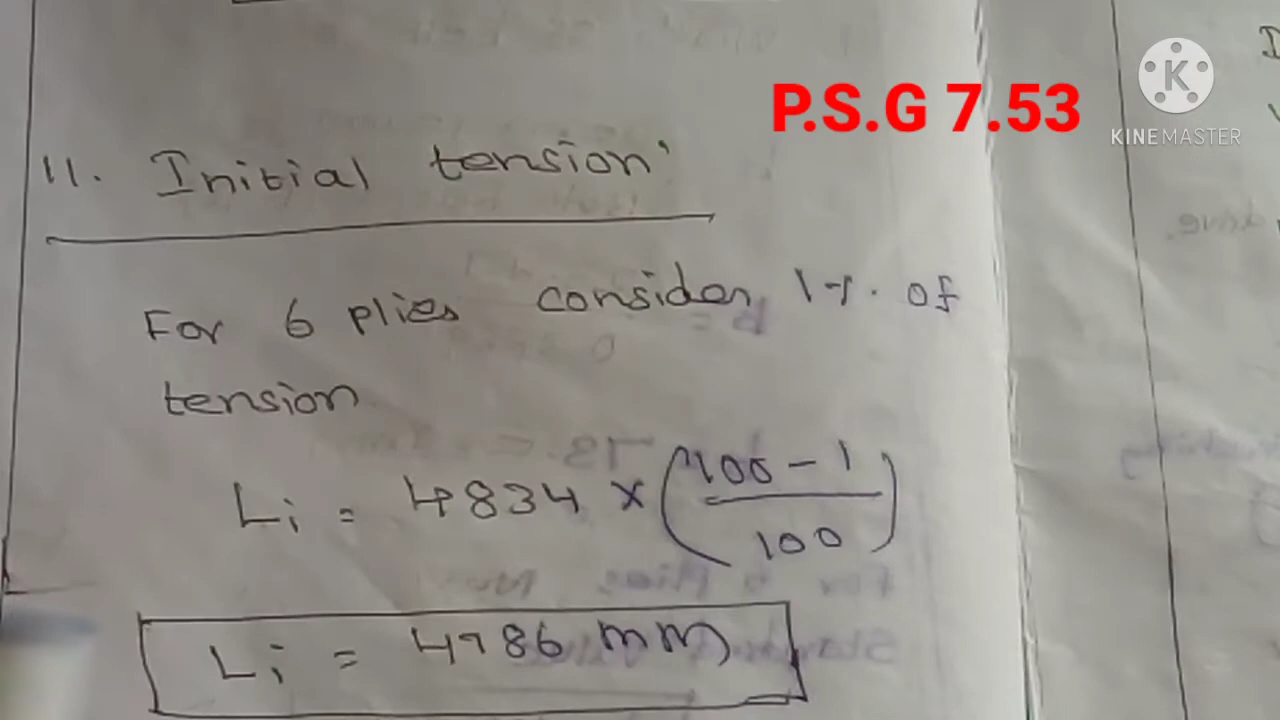 P.S.G 7.53
KINEMASTER
11. Initial tension'
For 6 plies consider 1%. of
tension
Li = 4834 × (100 - 1 / 100)
Li = 4786 mm